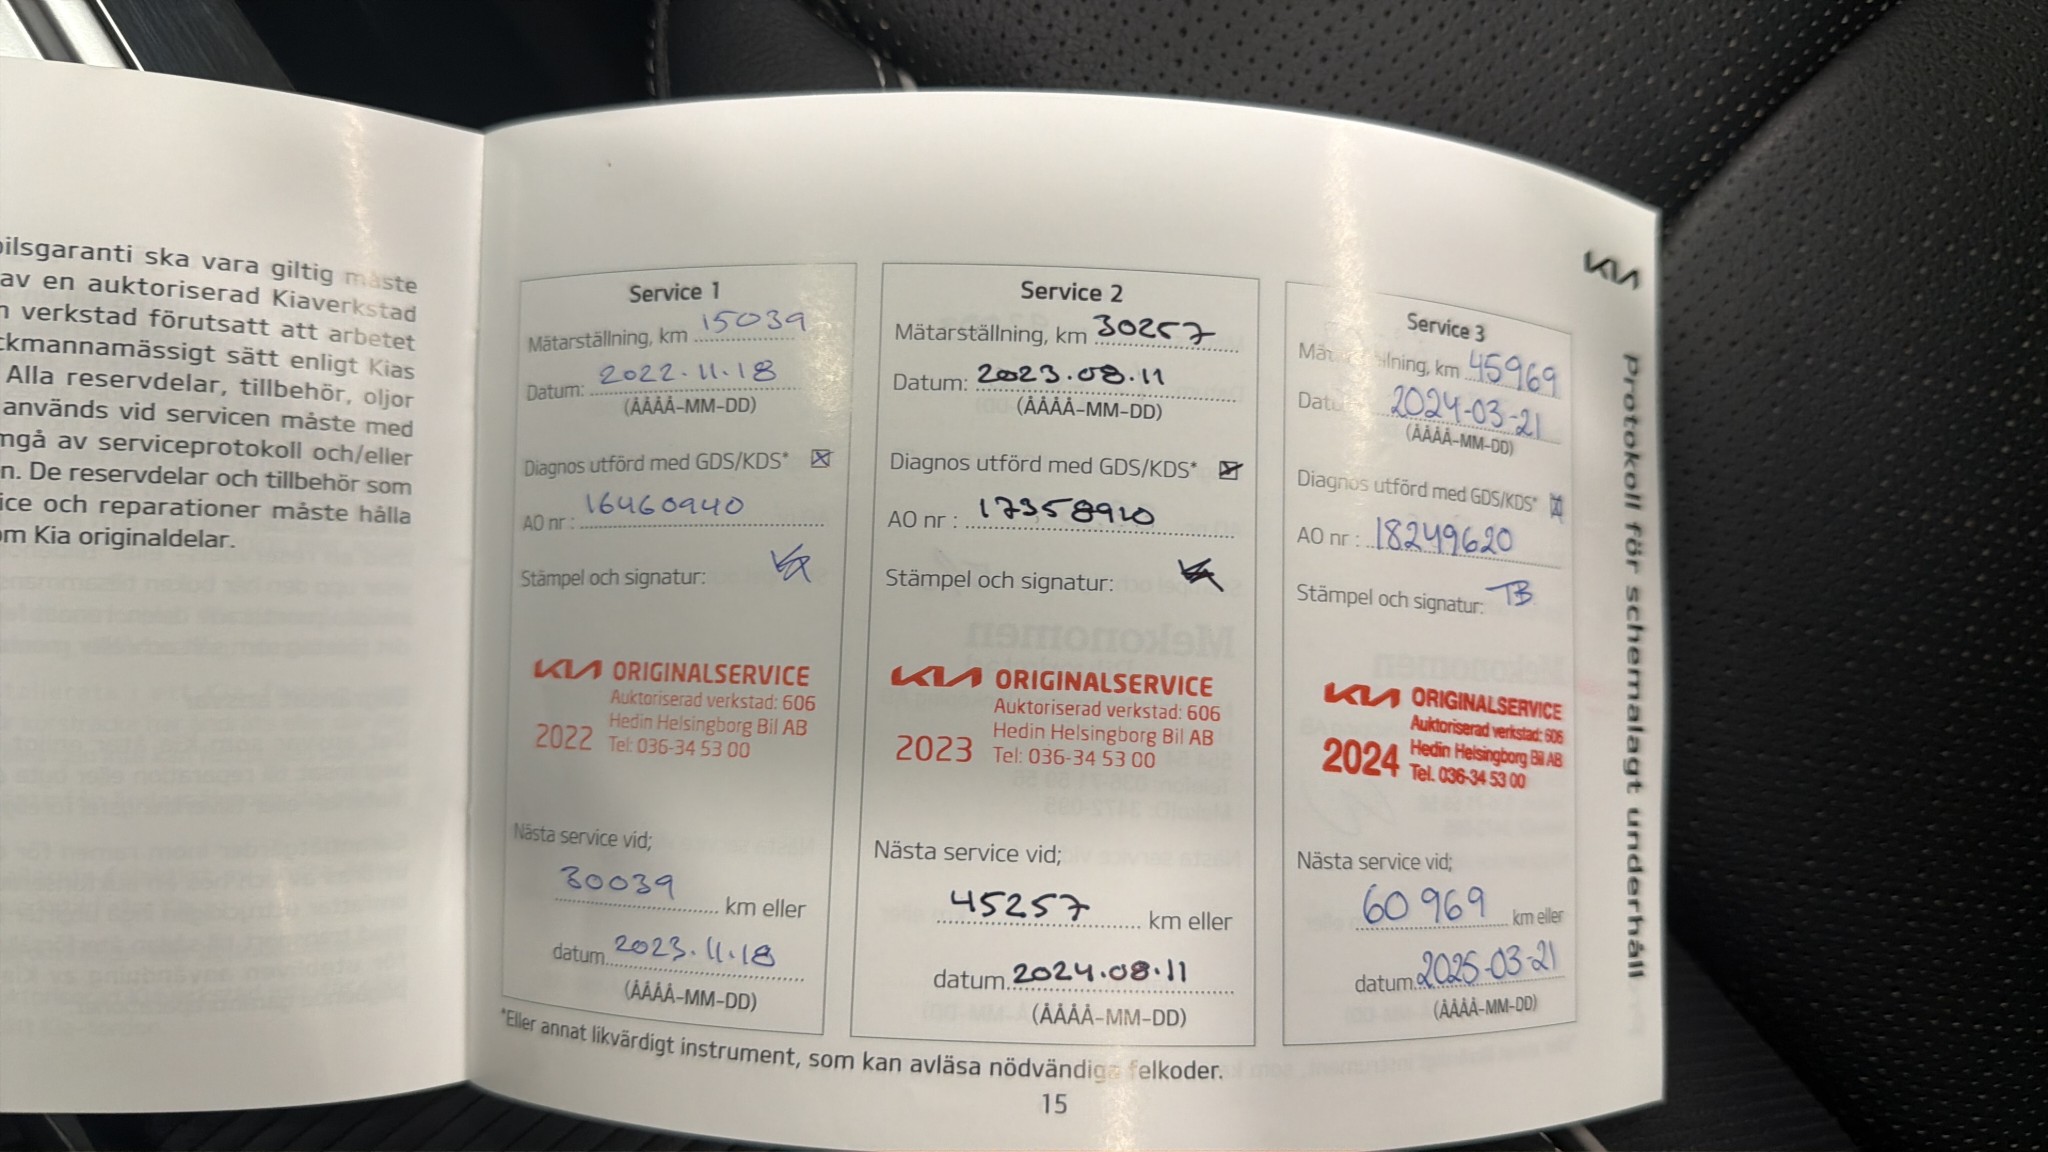 bilsgaranti ska vara giltig måste
av en auktoriserad Kiaverkstad
verkstad förutsatt att arbetet
ckmannamässigt sätt enligt Kias
Alla reservdelar, tillbehör, oljor
används vid servicen måste med
mgå av serviceprotokoll och/eller
n. De reservdelar och tillbehör som
ice och reparationer måste hålla
om Kia originaldelar.
KIA
Protokoll för schemalagt underhåll
Service 1
Mätarställning, km 15039
Datum: 2022.11.18
(ÅÅÅÅ-MM-DD)
Diagnos utförd med GDS/KDS*
AO nr : 16460940
Stämpel och signatur:
KIA ORIGINALSERVICE
Auktoriserad verkstad: 606
Hedin Helsingborg Bil AB
2022 Tel: 036-34 53 00
Nästa service vid;
30039 km eller
datum 2023.11.18
(ÅÅÅÅ-MM-DD)
Service 2
Mätarställning, km 30257
Datum: 2023.08.11
(ÅÅÅÅ-MM-DD)
Diagnos utförd med GDS/KDS*
AO nr : 17358920
Stämpel och signatur:
KIA ORIGINALSERVICE
Auktoriserad verkstad: 606
Hedin Helsingborg Bil AB
2023 Tel: 036-34 53 00
Nästa service vid;
45257 km eller
datum 2024.08.11
(ÅÅÅÅ-MM-DD)
Service 3
Mätarställning, km 45969
Datum 2024-03-21
(ÅÅÅÅ-MM-DD)
Diagnos utförd med GDS/KDS*
AO nr : 18249620
Stämpel och signatur: TB
KIA ORIGINALSERVICE
Auktoriserad verkstad: 606
Hedin Helsingborg Bil AB
2024 Tel. 036-34 53 00
Nästa service vid;
60969 km eller
datum 2025-03-21
(ÅÅÅÅ-MM-DD)
*Eller annat likvärdigt instrument, som kan avläsa nödvändiga felkoder.
15